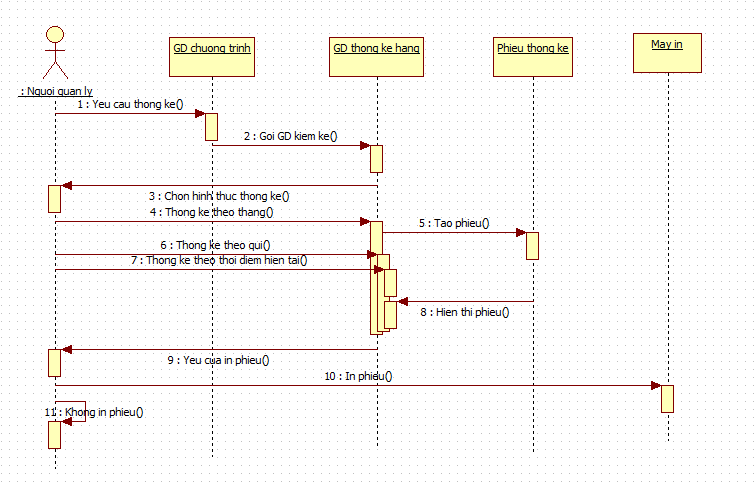 GD chuong trinh
GD thong ke hang
Phieu thong ke
May in
: Nguoi quan ly
1 : Yeu cau thong ke()
2 : Goi GD kiem ke()
3 : Chon hinh thuc thong ke()
4 : Thong ke theo thang()
5 : Tao phieu()
6 : Thong ke theo qui()
7 : Thong ke theo thoi diem hien tai()
8 : Hien thi phieu()
9 : Yeu cua in phieu()
10 : In phieu()
11 : Khong in phieu()